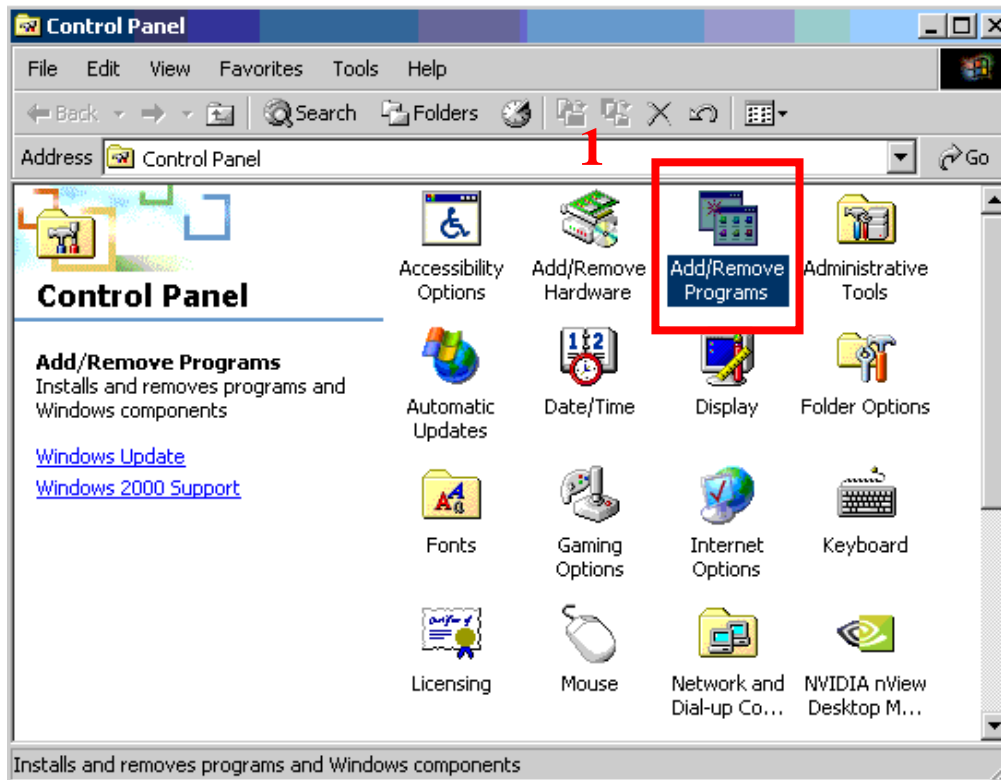 Control Panel
File Edit View Favorites Tools Help
Back Search Folders
Address Control Panel Go
1
Control Panel
Add/Remove Programs
Installs and removes programs and
Windows components
Windows Update
Windows 2000 Support
Accessibility
Options
Add/Remove
Hardware
Add/Remove
Programs
Administrative
Tools
Automatic
Updates
Date/Time
Display
Folder Options
Fonts
Gaming
Options
Internet
Options
Keyboard
Licensing
Mouse
Network and
Dial-up Co...
NVIDIA nView
Desktop M...
Installs and removes programs and Windows components